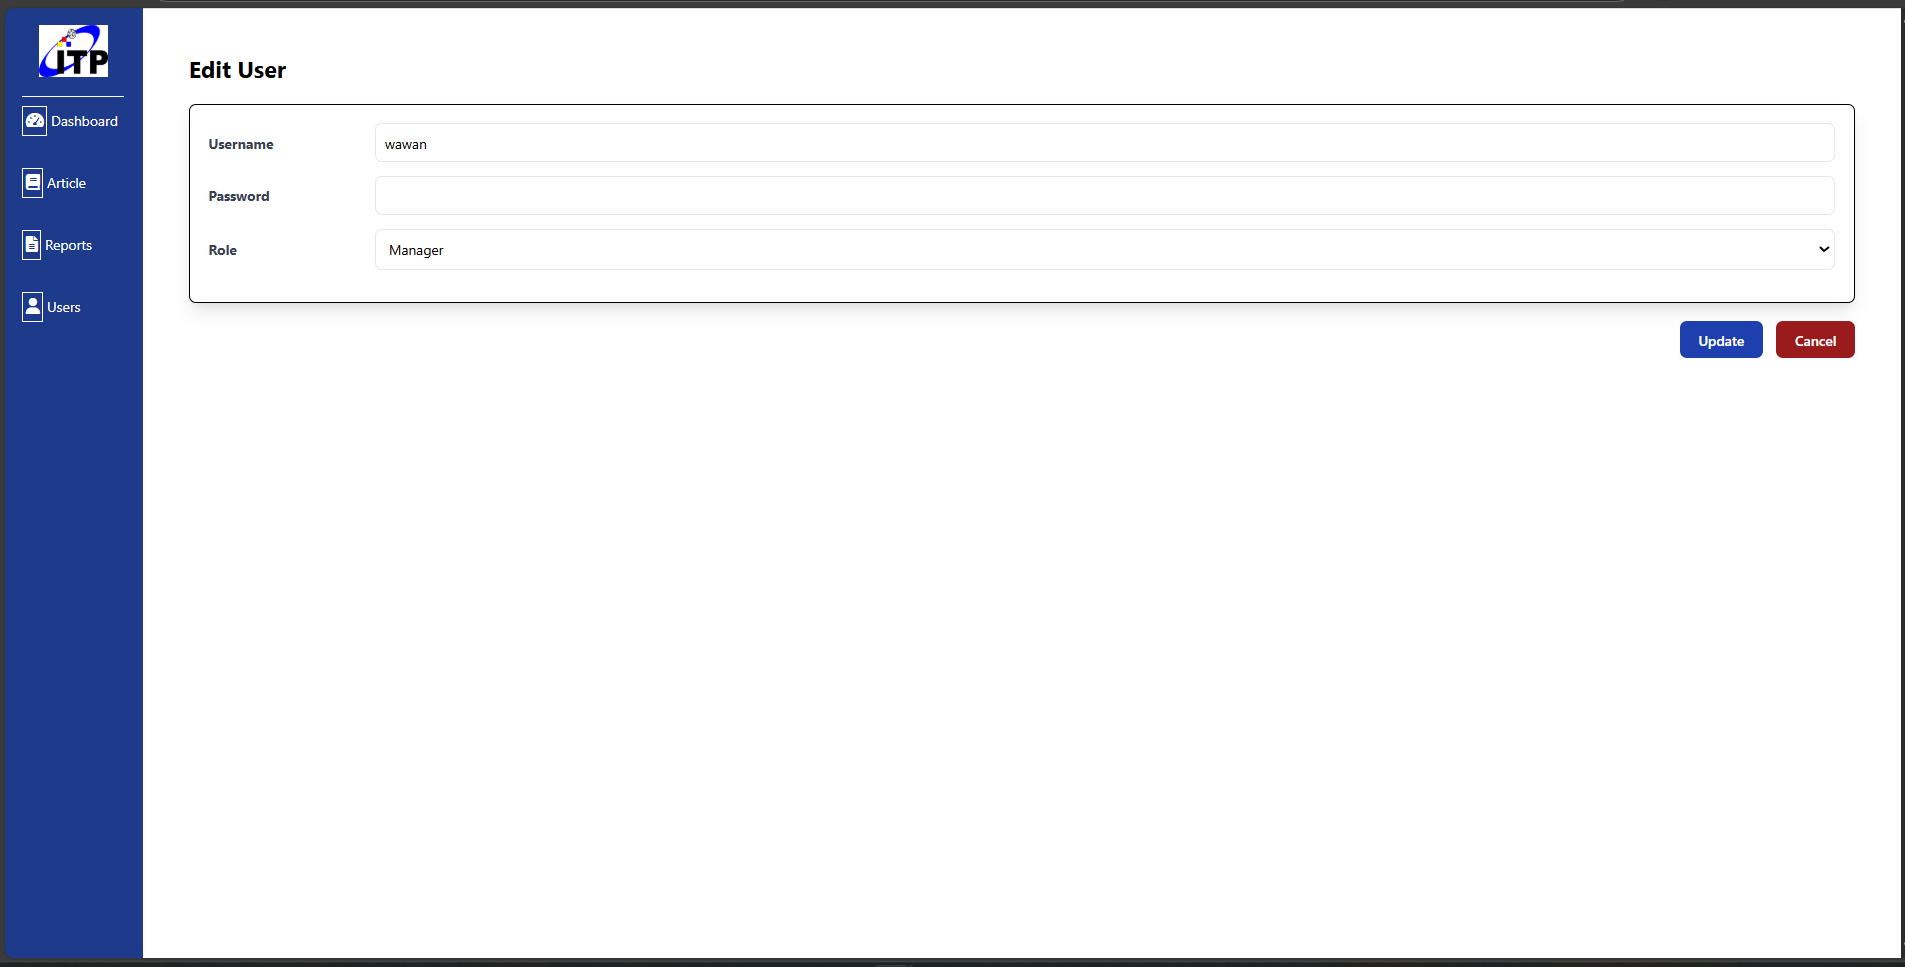 ITP
Dashboard
Article
Reports
Users
Edit User
Username
wawan
Password
Role
Manager
Update
Cancel